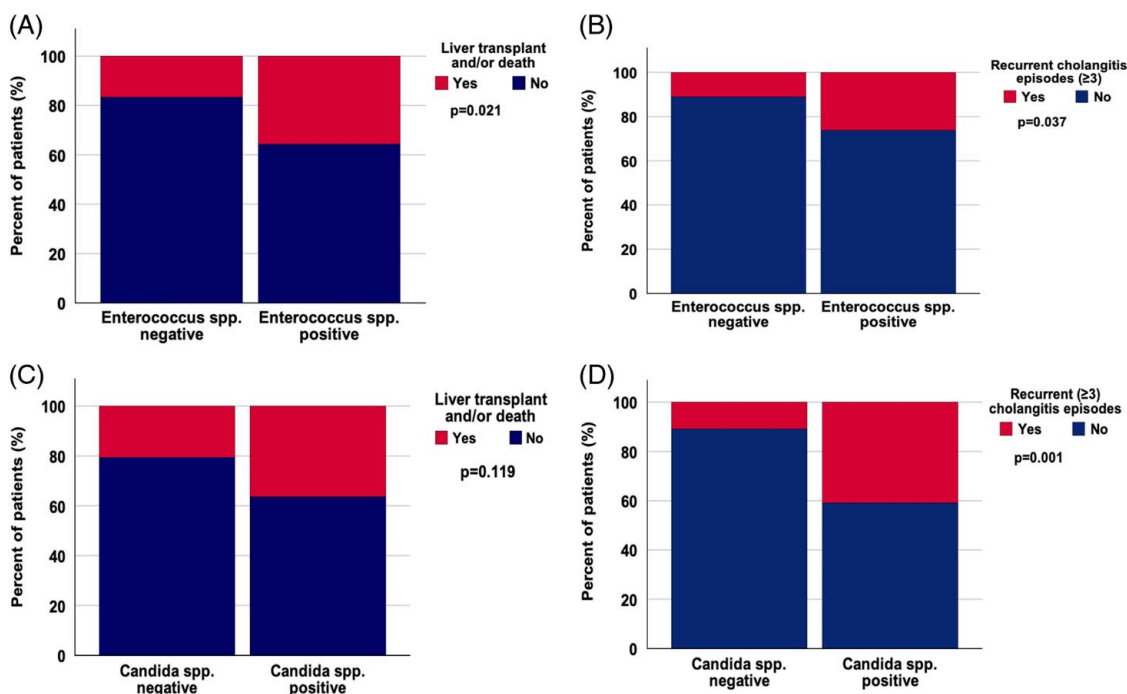 (A)
Percent of patients (%)
100
80
60
40
20
0
Enterococcus spp.
negative
Enterococcus spp.
positive
Liver transplant
and/or death
Yes No
p=0.021
(B)
Percent of patients (%)
100
80
60
40
20
0
Enterococcus spp.
negative
Enterococcus spp.
positive
Recurrent cholangitis
episodes (≥3)
Yes No
p=0.037
(C)
Percent of patients (%)
100
80
60
40
20
0
Candida spp.
negative
Candida spp.
positive
Liver transplant
and/or death
Yes No
p=0.119
(D)
Percent of patients (%)
100
80
60
40
20
0
Candida spp.
negative
Candida spp.
positive
Recurrent (≥3)
cholangitis episodes
Yes No
p=0.001